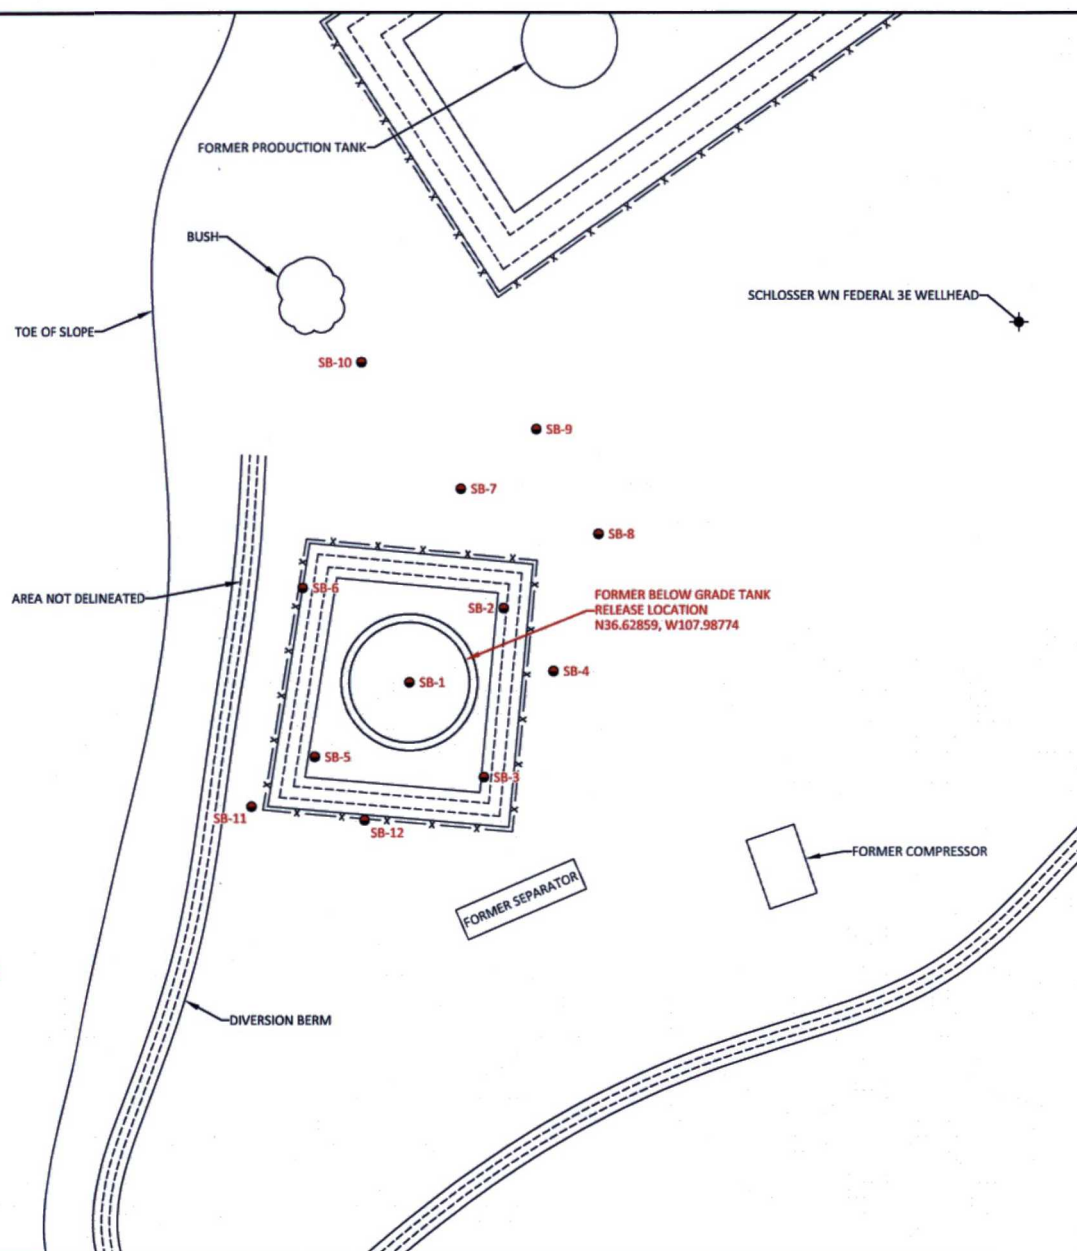 FORMER PRODUCTION TANK
BUSH
SCHLOSSER WN FEDERAL 3E WELLHEAD
TOE OF SLOPE
SB-10
SB-9
SB-7
SB-8
AREA NOT DELINEATED
SB-6
SB-2
FORMER BELOW GRADE TANK
RELEASE LOCATION
N36.62859, W107.98774
SB-4
SB-1
SB-5
SB-3
SB-11
SB-12
FORMER COMPRESSOR
FORMER SEPARATOR
DIVERSION BERM